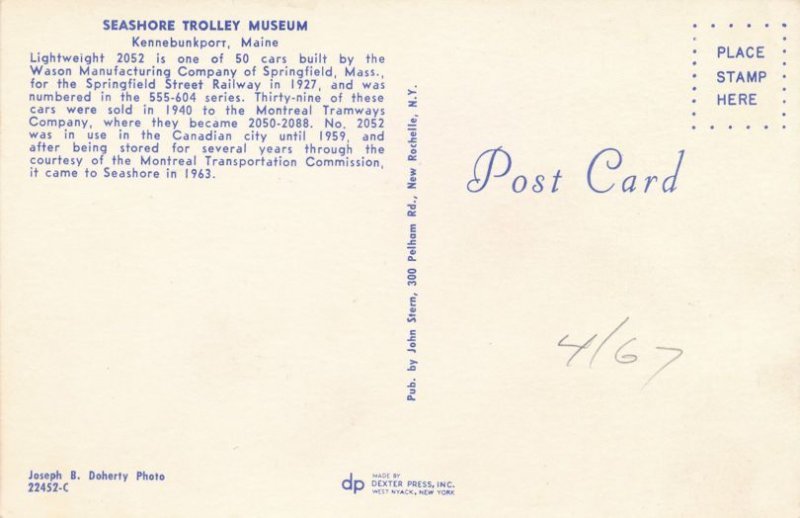 SEASHORE TROLLEY MUSEUM
Kennebunkport, Maine
Lightweight 2052 is one of 50 cars built by the
Wason Manufacturing Company of Springfield, Mass.,
for the Springfield Street Railway in 1927, and was
numbered in the 555-604 series. Thirty-nine of these
cars were sold in 1940 to the Montreal Tramways
Company, where they became 2050-2088. No. 2052
was in use in the Canadian city until 1959, and
after being stored for several years through the
courtesy of the Montreal Transportation Commission,
it came to Seashore in 1963.
Joseph B. Doherty Photo
22452-C
Pub. by John Stern, 300 Pelham Rd., New Rochelle, N.Y.
dp
MADE BY
DEXTER PRESS, INC.
WEST NYACK, NEW YORK
PLACE
STAMP
HERE
Post Card
4/67